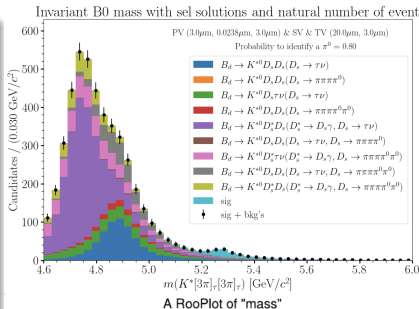 Invariant B0 mass with sel solutions and natural number of event
PV (3.0μm, 0.0238μm, 3.0μm) & SV & TV (20.0μm, 3.0μm)
Probability to identify a π⁰ = 0.80
B_d → K*⁰D_sD_s(D_s → τν)
B_d → K*⁰D_sD_s(D_s → ππππ⁰)
B_d → K*⁰D_sτν(D_s → τν)
B_d → K*⁰D_sD_s(D_s → ππππ⁰π⁰)
B_d → K*⁰D_s*D_s(D_s* → D_sγ, D_s → τν)
B_d → K*⁰D_s*D_s(D_s → τν, D_s → ππππ⁰)
B_d → K*⁰D_s*τν(D_s* → D_sγ, D_s → ππππ⁰π⁰)
B_d → K*⁰D_sD_s(D_s → τν, D_s → ππππ⁰π⁰)
B_d → K*⁰D_s*D_s(D_s* → D_sγ, D_s → ππππ⁰π⁰)
sig
sig + bkg's
Candidates / (0.030 GeV/c²)
600
500
400
300
200
100
0
4.6 4.8 5.0 5.2 5.4 5.6 5.8 6.0
m(K*[3π]_τ[3π]_τ) [GeV/c²]
A RooPlot of "mass"